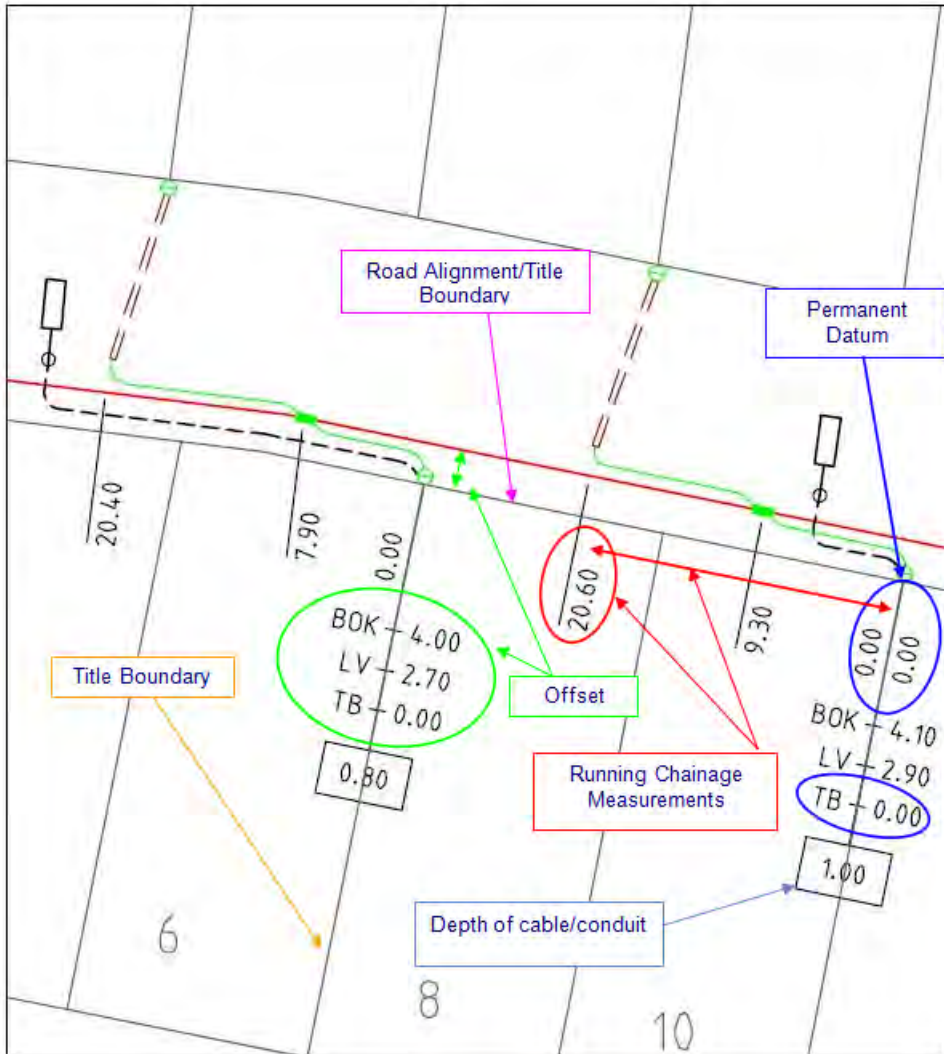 Road Alignment/Title
Boundary
Permanent
Datum
20.40
7.90
0.00
20.60
9.30
0.00
0.00
BOK - 4.00
LV - 2.70
TB - 0.00
0.80
Title Boundary
Offset
Running Chainage
Measurements
BOK - 4.10
LV - 2.90
TB - 0.00
1.00
Depth of cable/conduit
6
8
10